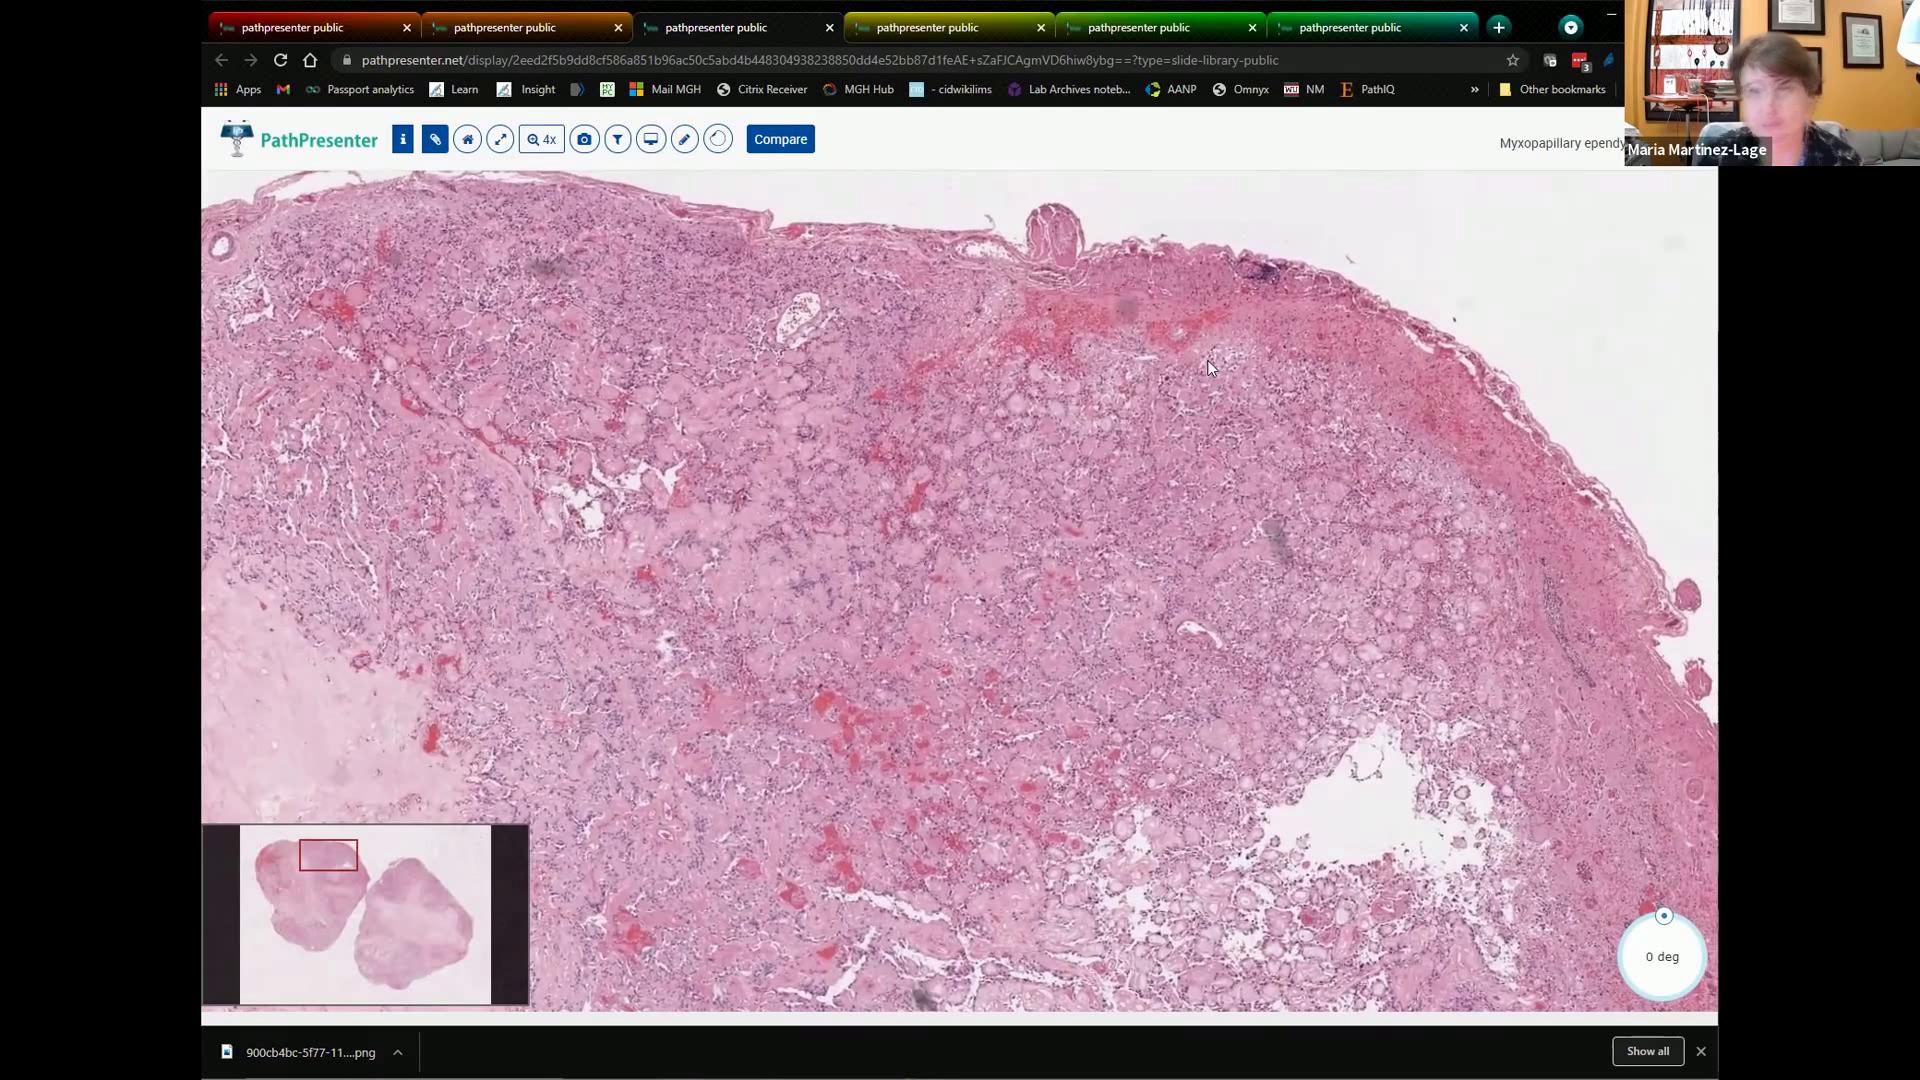 pathpresenter public
pathpresenter public
pathpresenter public
pathpresenter public
pathpresenter public
pathpresenter public
pathpresenter.net/display/2eed2f5b9dd8cf586a851b96ac50c5abd4b448304938238850dd4e52bb87d1feAE+sZaFJCAgmVD6hiw8ybg==?type=slide-library-public
3
Apps
Passport analytics
Learn
Insight
MY PC
Mail MGH
Citrix Receiver
MGH Hub
- cidwikilims
Lab Archives noteb...
AANP
Omnyx
NM
PathIQ
»
Other bookmarks
PathPresenter
4x
Compare
Myxopapillary ependy
Maria Martinez-Lage
0 deg
900cb4bc-5f77-11....png
Show all